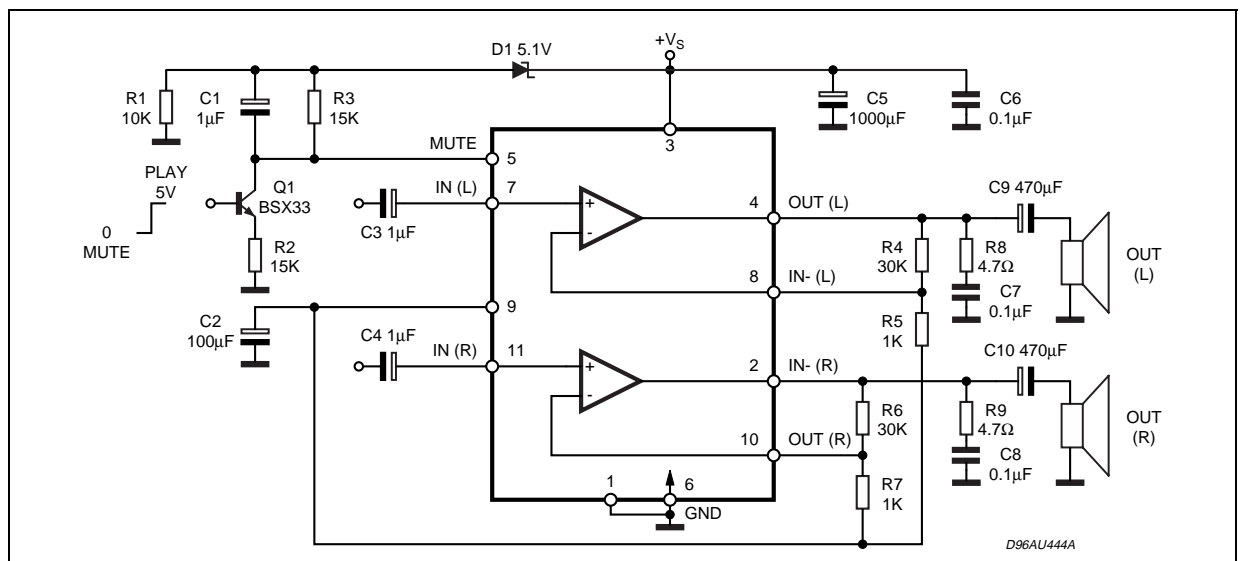 D1 5.1V
+VS
R1
10K
C1
1µF
R3
15K
C5
1000µF
C6
0.1µF
MUTE
5
3
PLAY
5V
0
MUTE
Q1
BSX33
IN (L)
7
C3 1µF
+
-
4
OUT (L)
C9 470µF
R2
15K
R4
30K
R8
4.7Ω
OUT
(L)
8
IN- (L)
C7
0.1µF
9
C2
100µF
C4 1µF
R5
1K
IN (R)
11
+
-
2
IN- (R)
C10 470µF
R6
30K
R9
4.7Ω
OUT
(R)
10
OUT (R)
C8
0.1µF
R7
1K
1
6
GND
D96AU444A